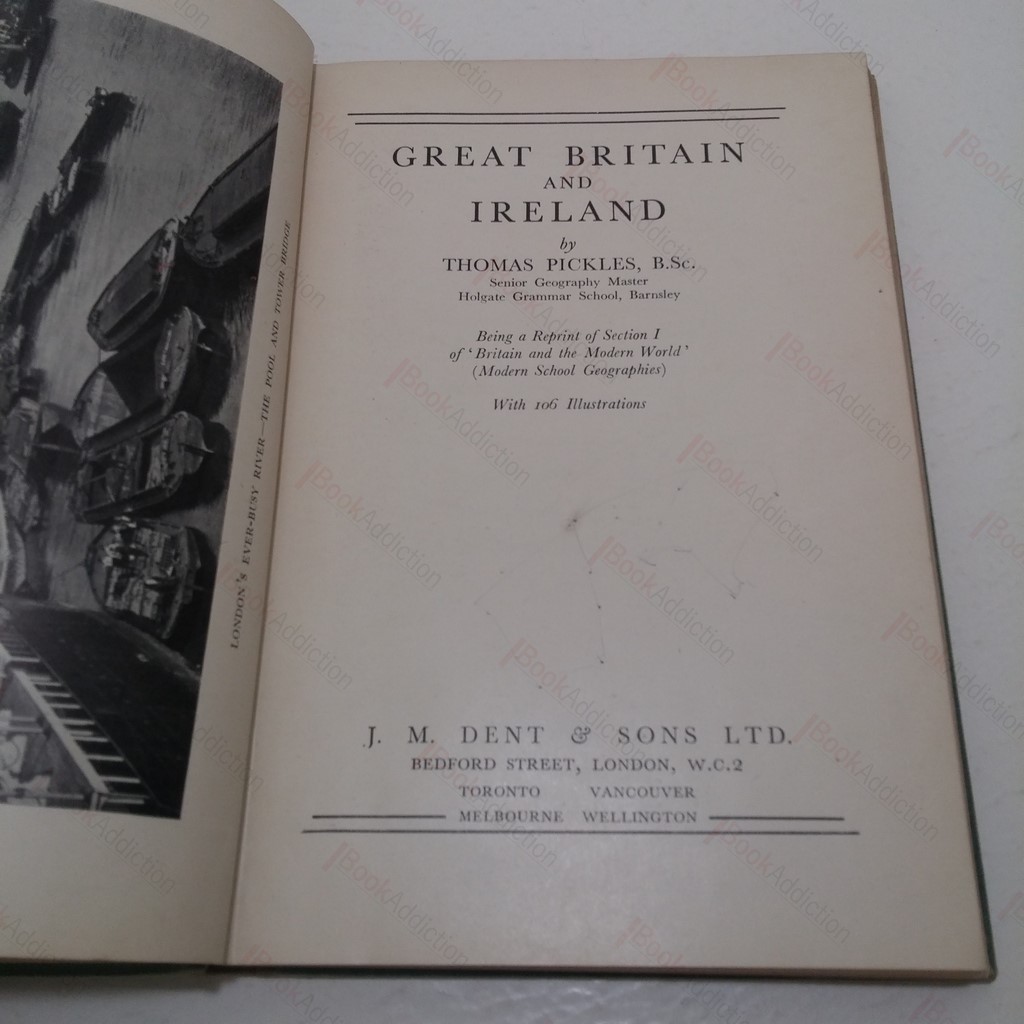 LONDON'S EVER-BUSY RIVER—THE POOL AND TOWER BRIDGE
GREAT BRITAIN
AND
IRELAND
by
THOMAS PICKLES, B.Sc.
Senior Geography Master
Holgate Grammar School, Barnsley
Being a Reprint of Section I
of 'Britain and the Modern World'
(Modern School Geographies)
With 106 Illustrations
J. M. DENT & SONS LTD.
BEDFORD STREET, LONDON, W.C.2
TORONTO VANCOUVER
MELBOURNE WELLINGTON
BookAddiction